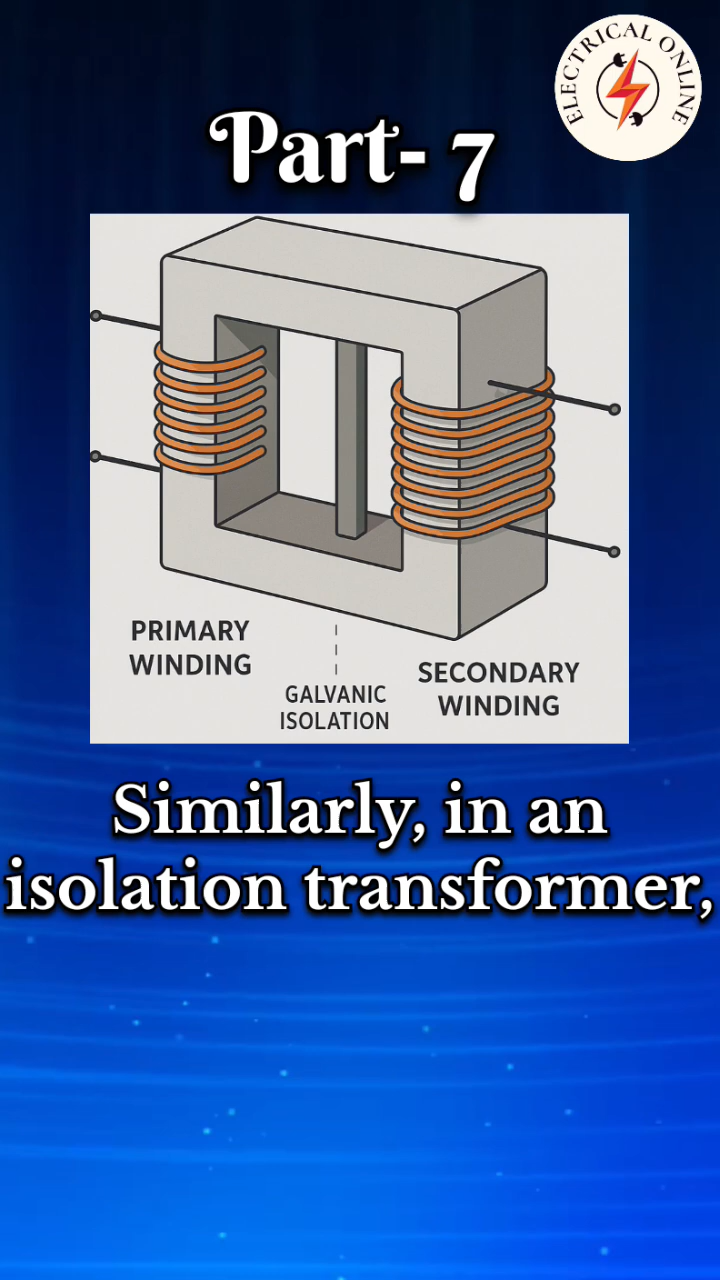 ELECTRICAL ONLINE
Part- 7
PRIMARY
WINDING
GALVANIC
ISOLATION
SECONDARY
WINDING
Similarly, in an
isolation transformer,